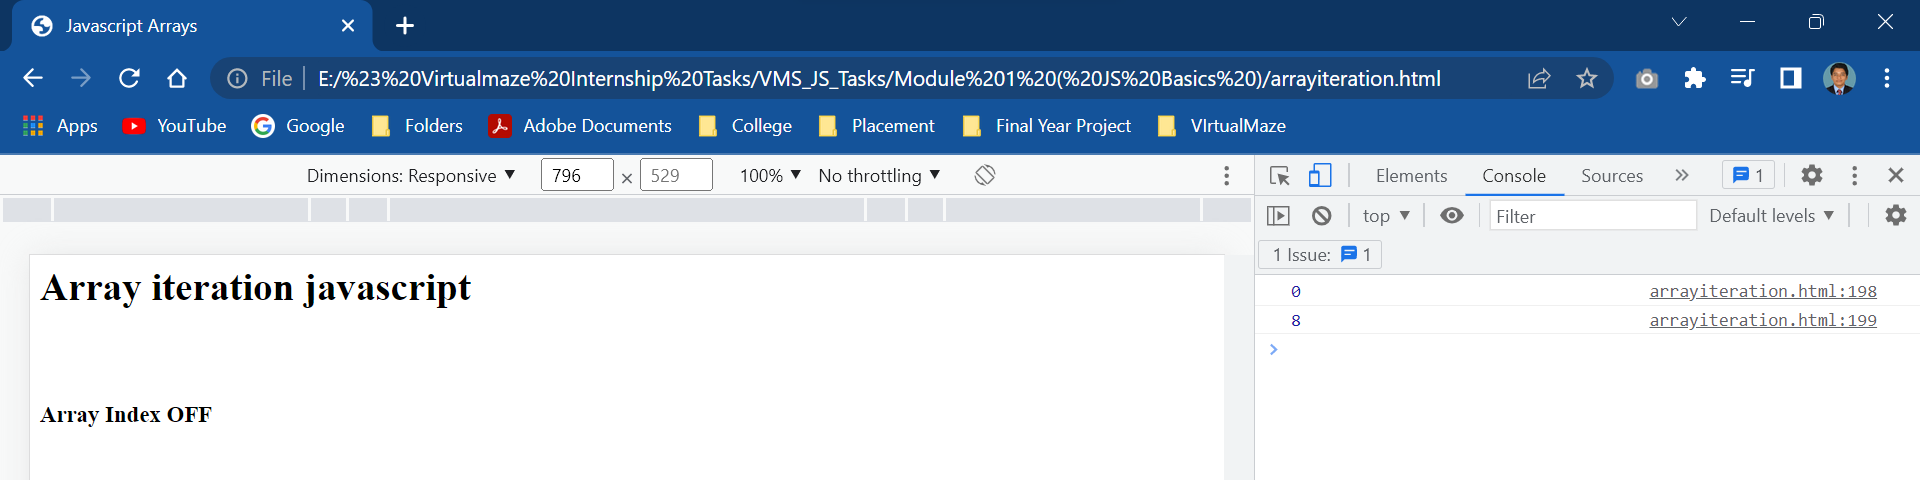 Javascript Arrays
File E:/%23%20Virtualmaze%20Internship%20Tasks/VMS_JS_Tasks/Module%201%20(%20JS%20Basics%20)/arrayiteration.html
Apps YouTube Google Folders Adobe Documents College Placement Final Year Project VIrtualMaze
Dimensions: Responsive ▼ 796 × 529 100% ▼ No throttling ▼
Array iteration javascript
Array Index OFF
Elements Console Sources » 1
top ▼ Filter Default levels ▼
1 Issue: 1
0 arrayiteration.html:198
8 arrayiteration.html:199